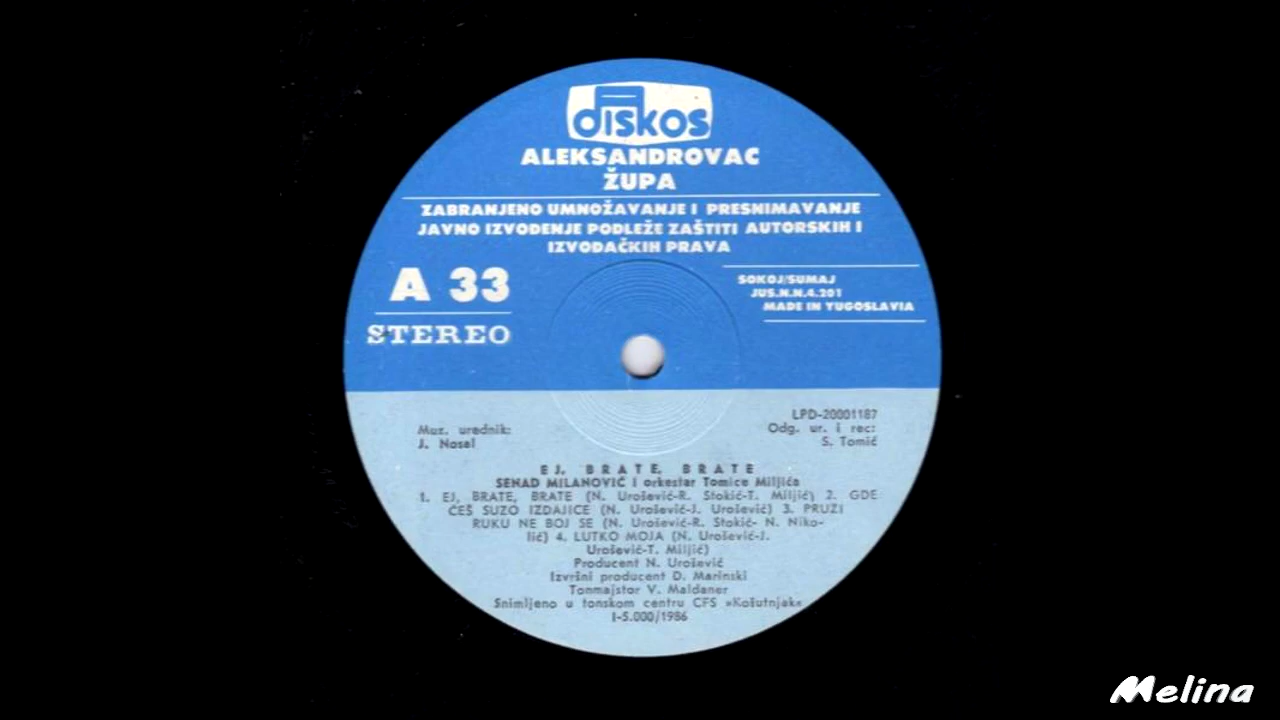 diskos
ALEKSANDROVAC
ŽUPA
ZABRANJENO UMNOŽAVANJE I PRESNIMAVANJE
JAVNO IZVOĐENJE PODLEŽE ZAŠTITI AUTORSKIH I
IZVOĐAČKIH PRAVA
A 33
STEREO
SOKOJ/SUMAJ
JUS.N.N.4.201
MADE IN YUGOSLAVIA
Muz. urednik:
J. Nosal
LPD-20001187
Odg. ur. i rec:
S. Tomić
EJ, BRATE, BRATE
SENAD MILANOVIĆ i orkestar Tomice Miljića
1. EJ, BRATE, BRATE (N. Urošević-R. Stokić-T. Miljić) 2. GDE
ĆEŠ SUZO IZDAJICE (N. Urošević-J. Urošević) 3. PRUZI
RUKU NE BOJ SE (N. Urošević-R. Stokić- N. Niko-
lić) 4. LUTKO MOJA (N. Urošević-J.
Urošević-T. Miljić)
Producent N. Urošević
Izvršni producent D. Marinski
Tonmajstor V. Maldaner
Snimljeno u tonskom centru CFS »Košutnjak«
I-5.000/1986
Melina